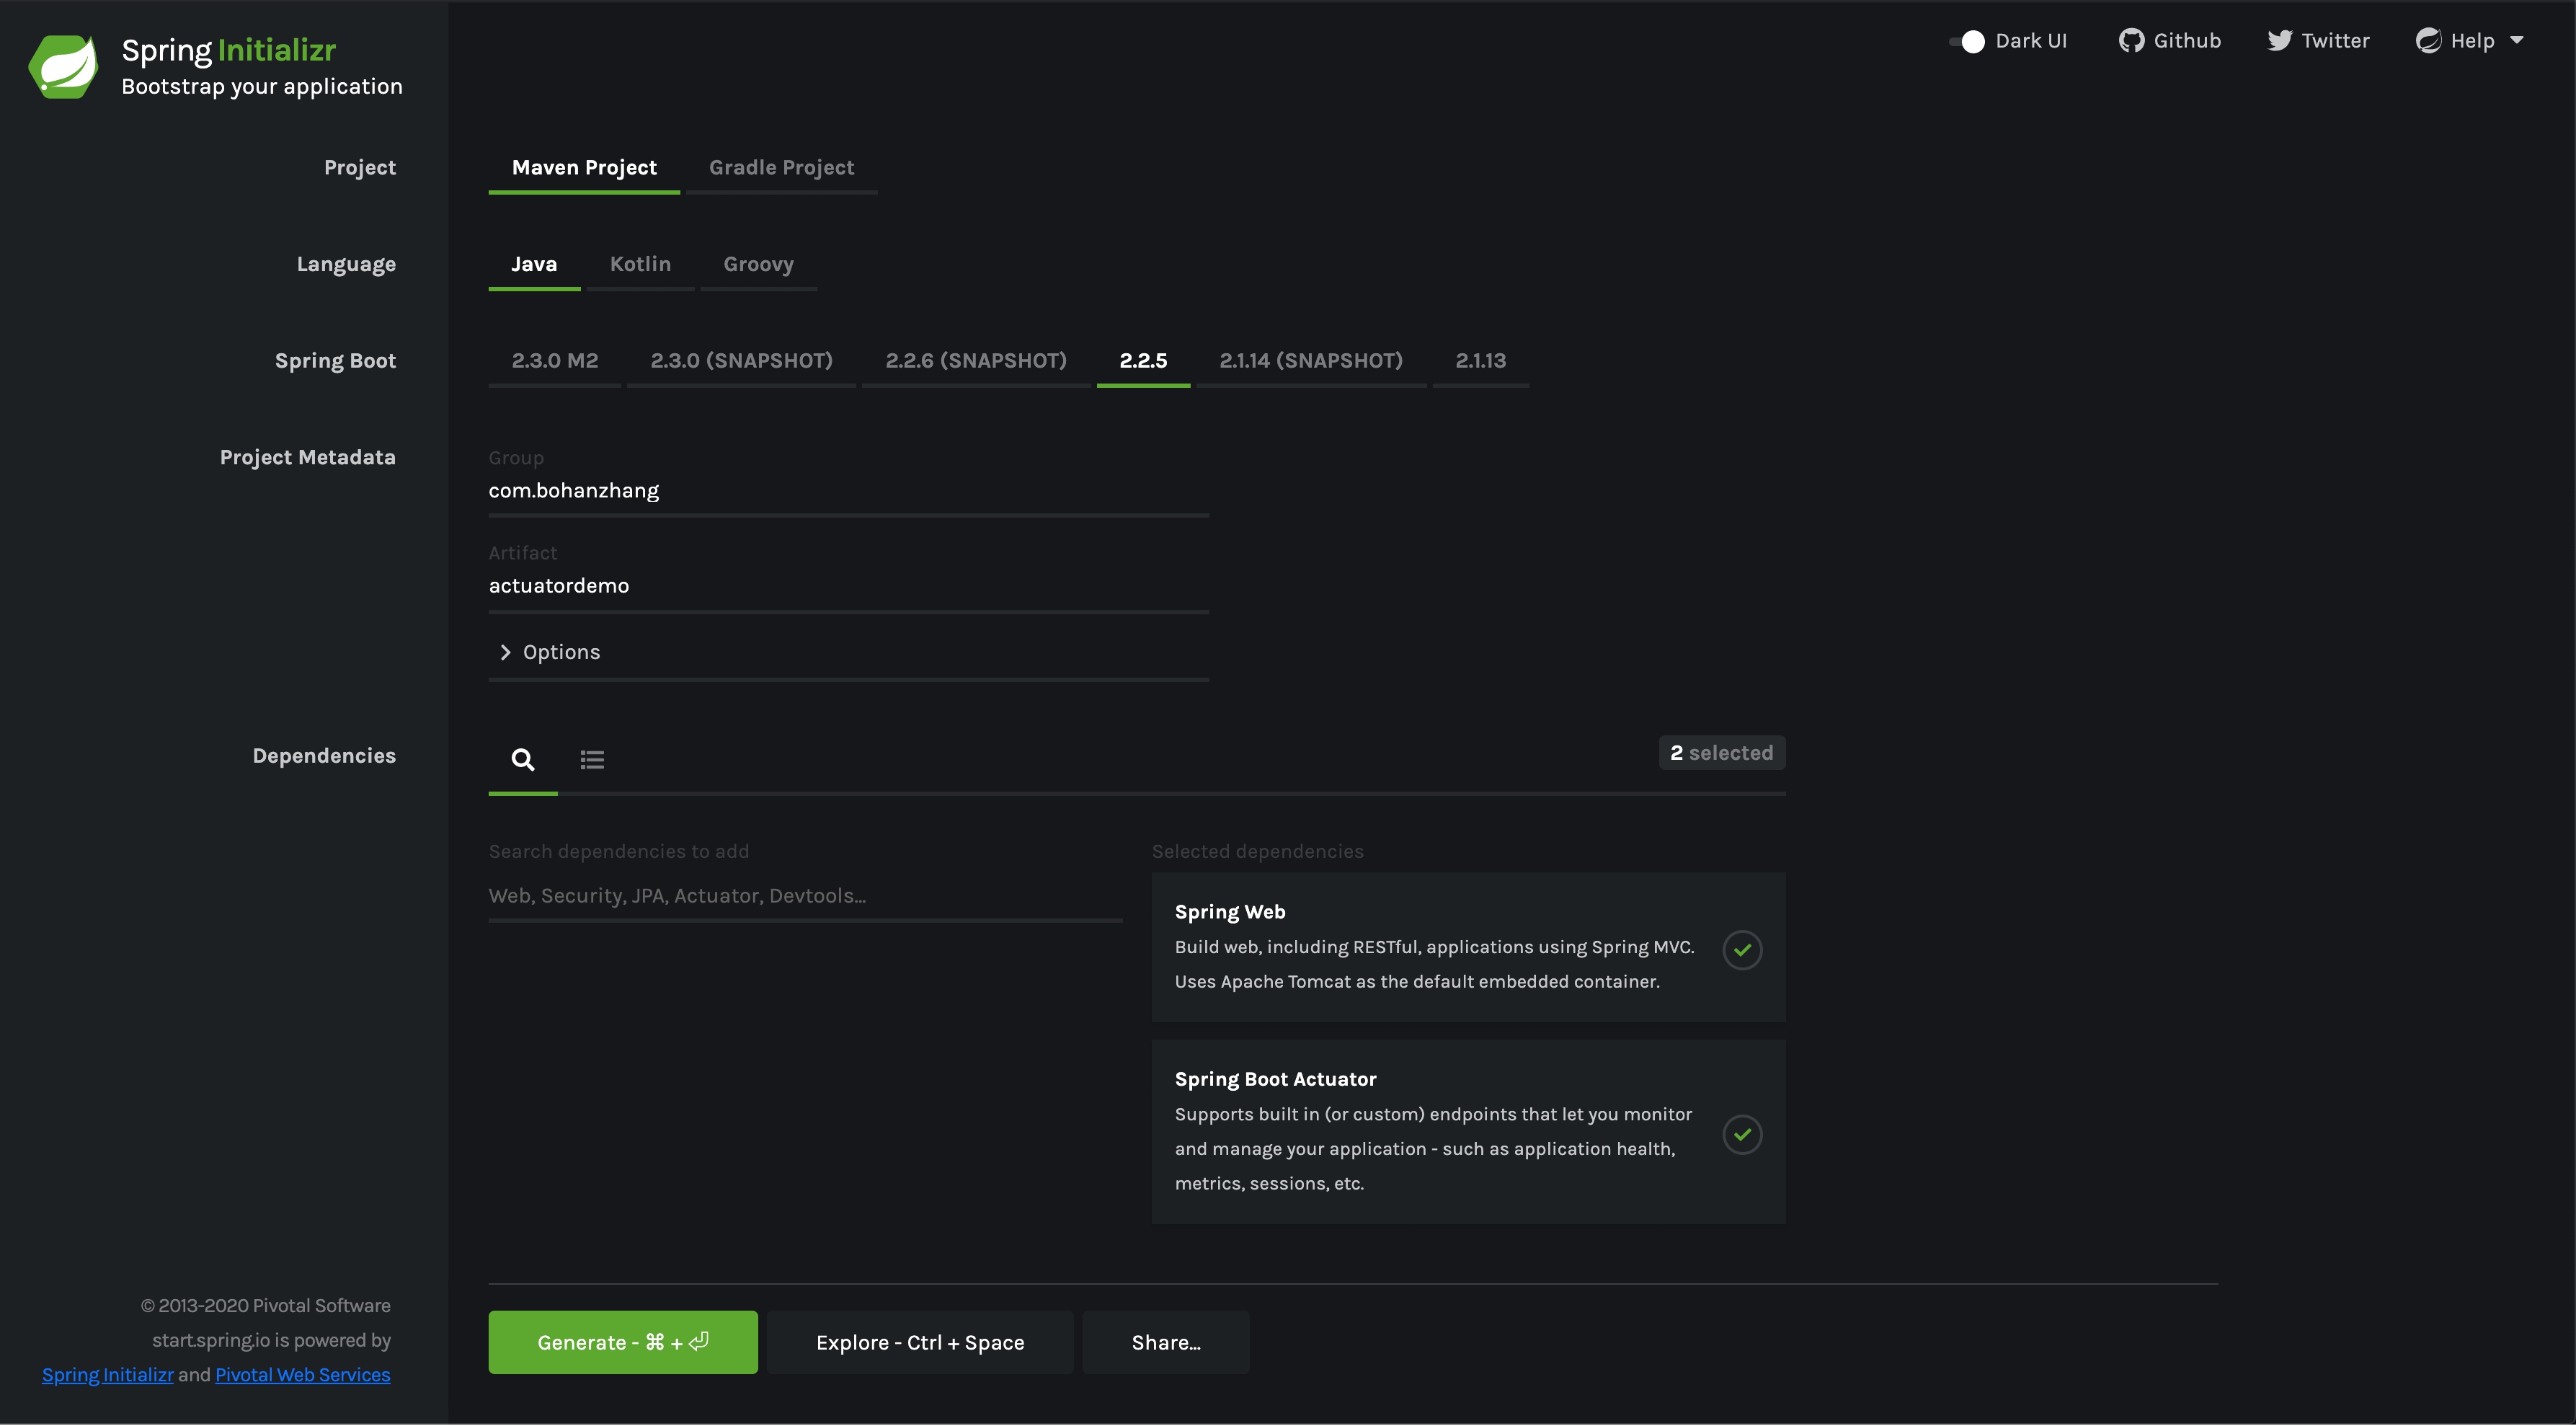 Spring Initializr
Bootstrap your application
Dark UI
Github
Twitter
Help
Project
Maven Project
Gradle Project
Language
Java
Kotlin
Groovy
Spring Boot
2.3.0 M2
2.3.0 (SNAPSHOT)
2.2.6 (SNAPSHOT)
2.2.5
2.1.14 (SNAPSHOT)
2.1.13
Project Metadata
Group
com.bohanzhang
Artifact
actuatordemo
Options
Dependencies
2 selected
Search dependencies to add
Web, Security, JPA, Actuator, Devtools...
Selected dependencies
Spring Web
Build web, including RESTful, applications using Spring MVC.
Uses Apache Tomcat as the default embedded container.
Spring Boot Actuator
Supports built in (or custom) endpoints that let you monitor
and manage your application - such as application health,
metrics, sessions, etc.
© 2013-2020 Pivotal Software
start.spring.io is powered by
Spring Initializr and Pivotal Web Services
Generate - ⌘ + ⏎
Explore - Ctrl + Space
Share...